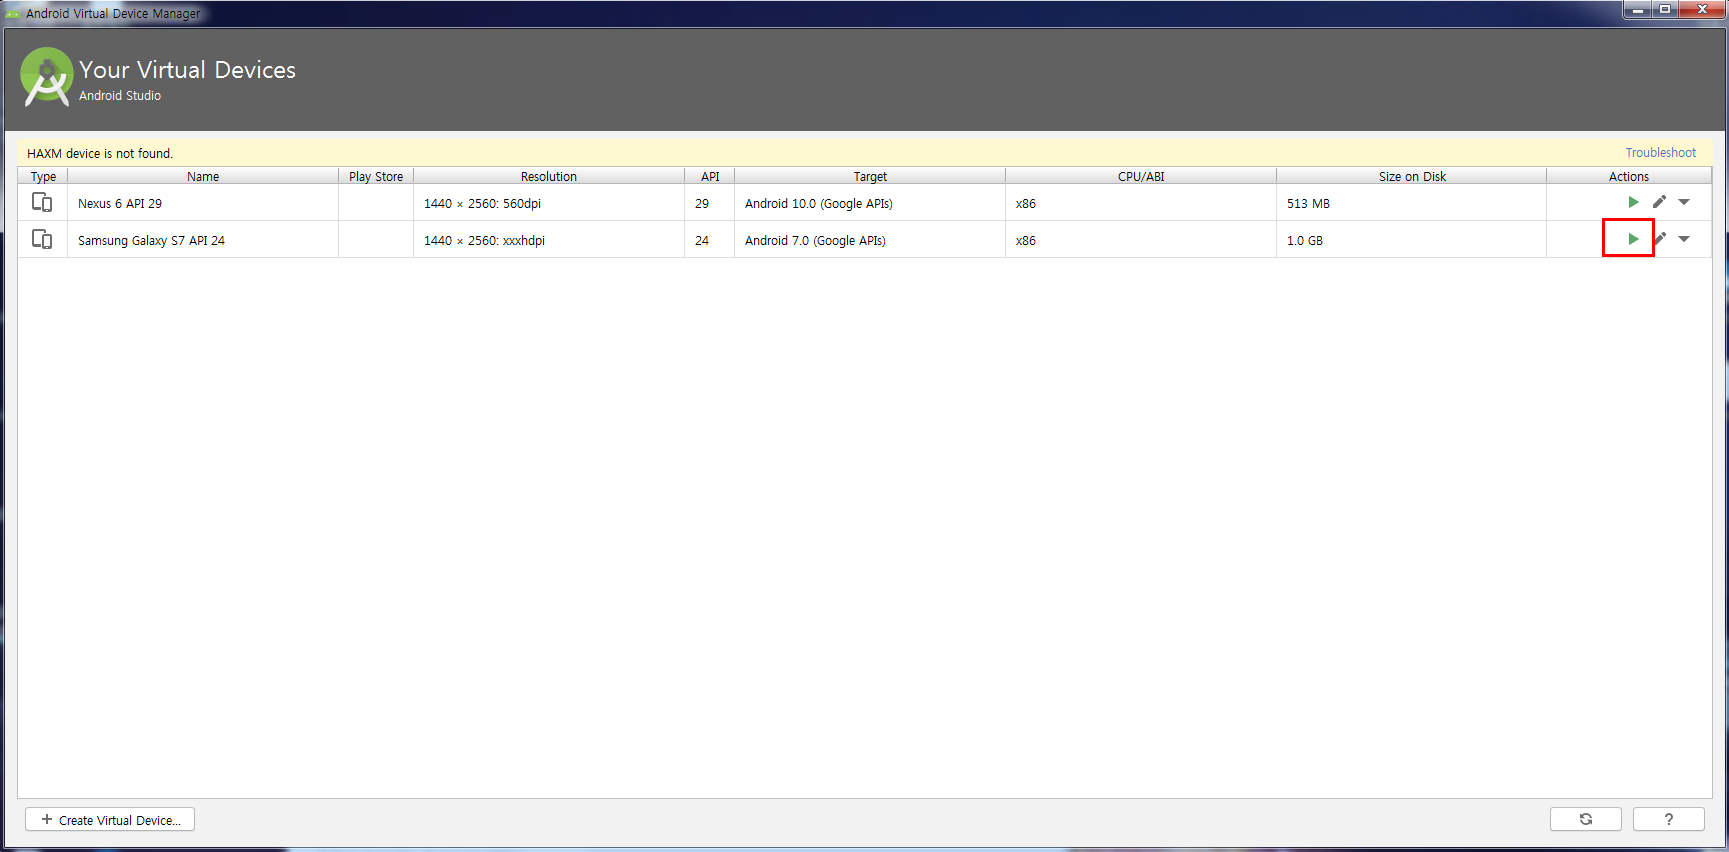 Android Virtual Device Manager
Your Virtual Devices
Android Studio
HAXM device is not found. Troubleshoot
Type Name Play Store Resolution API Target CPU/ABI Size on Disk Actions
Nexus 6 API 29 1440 × 2560: 560dpi 29 Android 10.0 (Google APIs) x86 513 MB
Samsung Galaxy S7 API 24 1440 × 2560: xxxhdpi 24 Android 7.0 (Google APIs) x86 1.0 GB
+ Create Virtual Device... ?